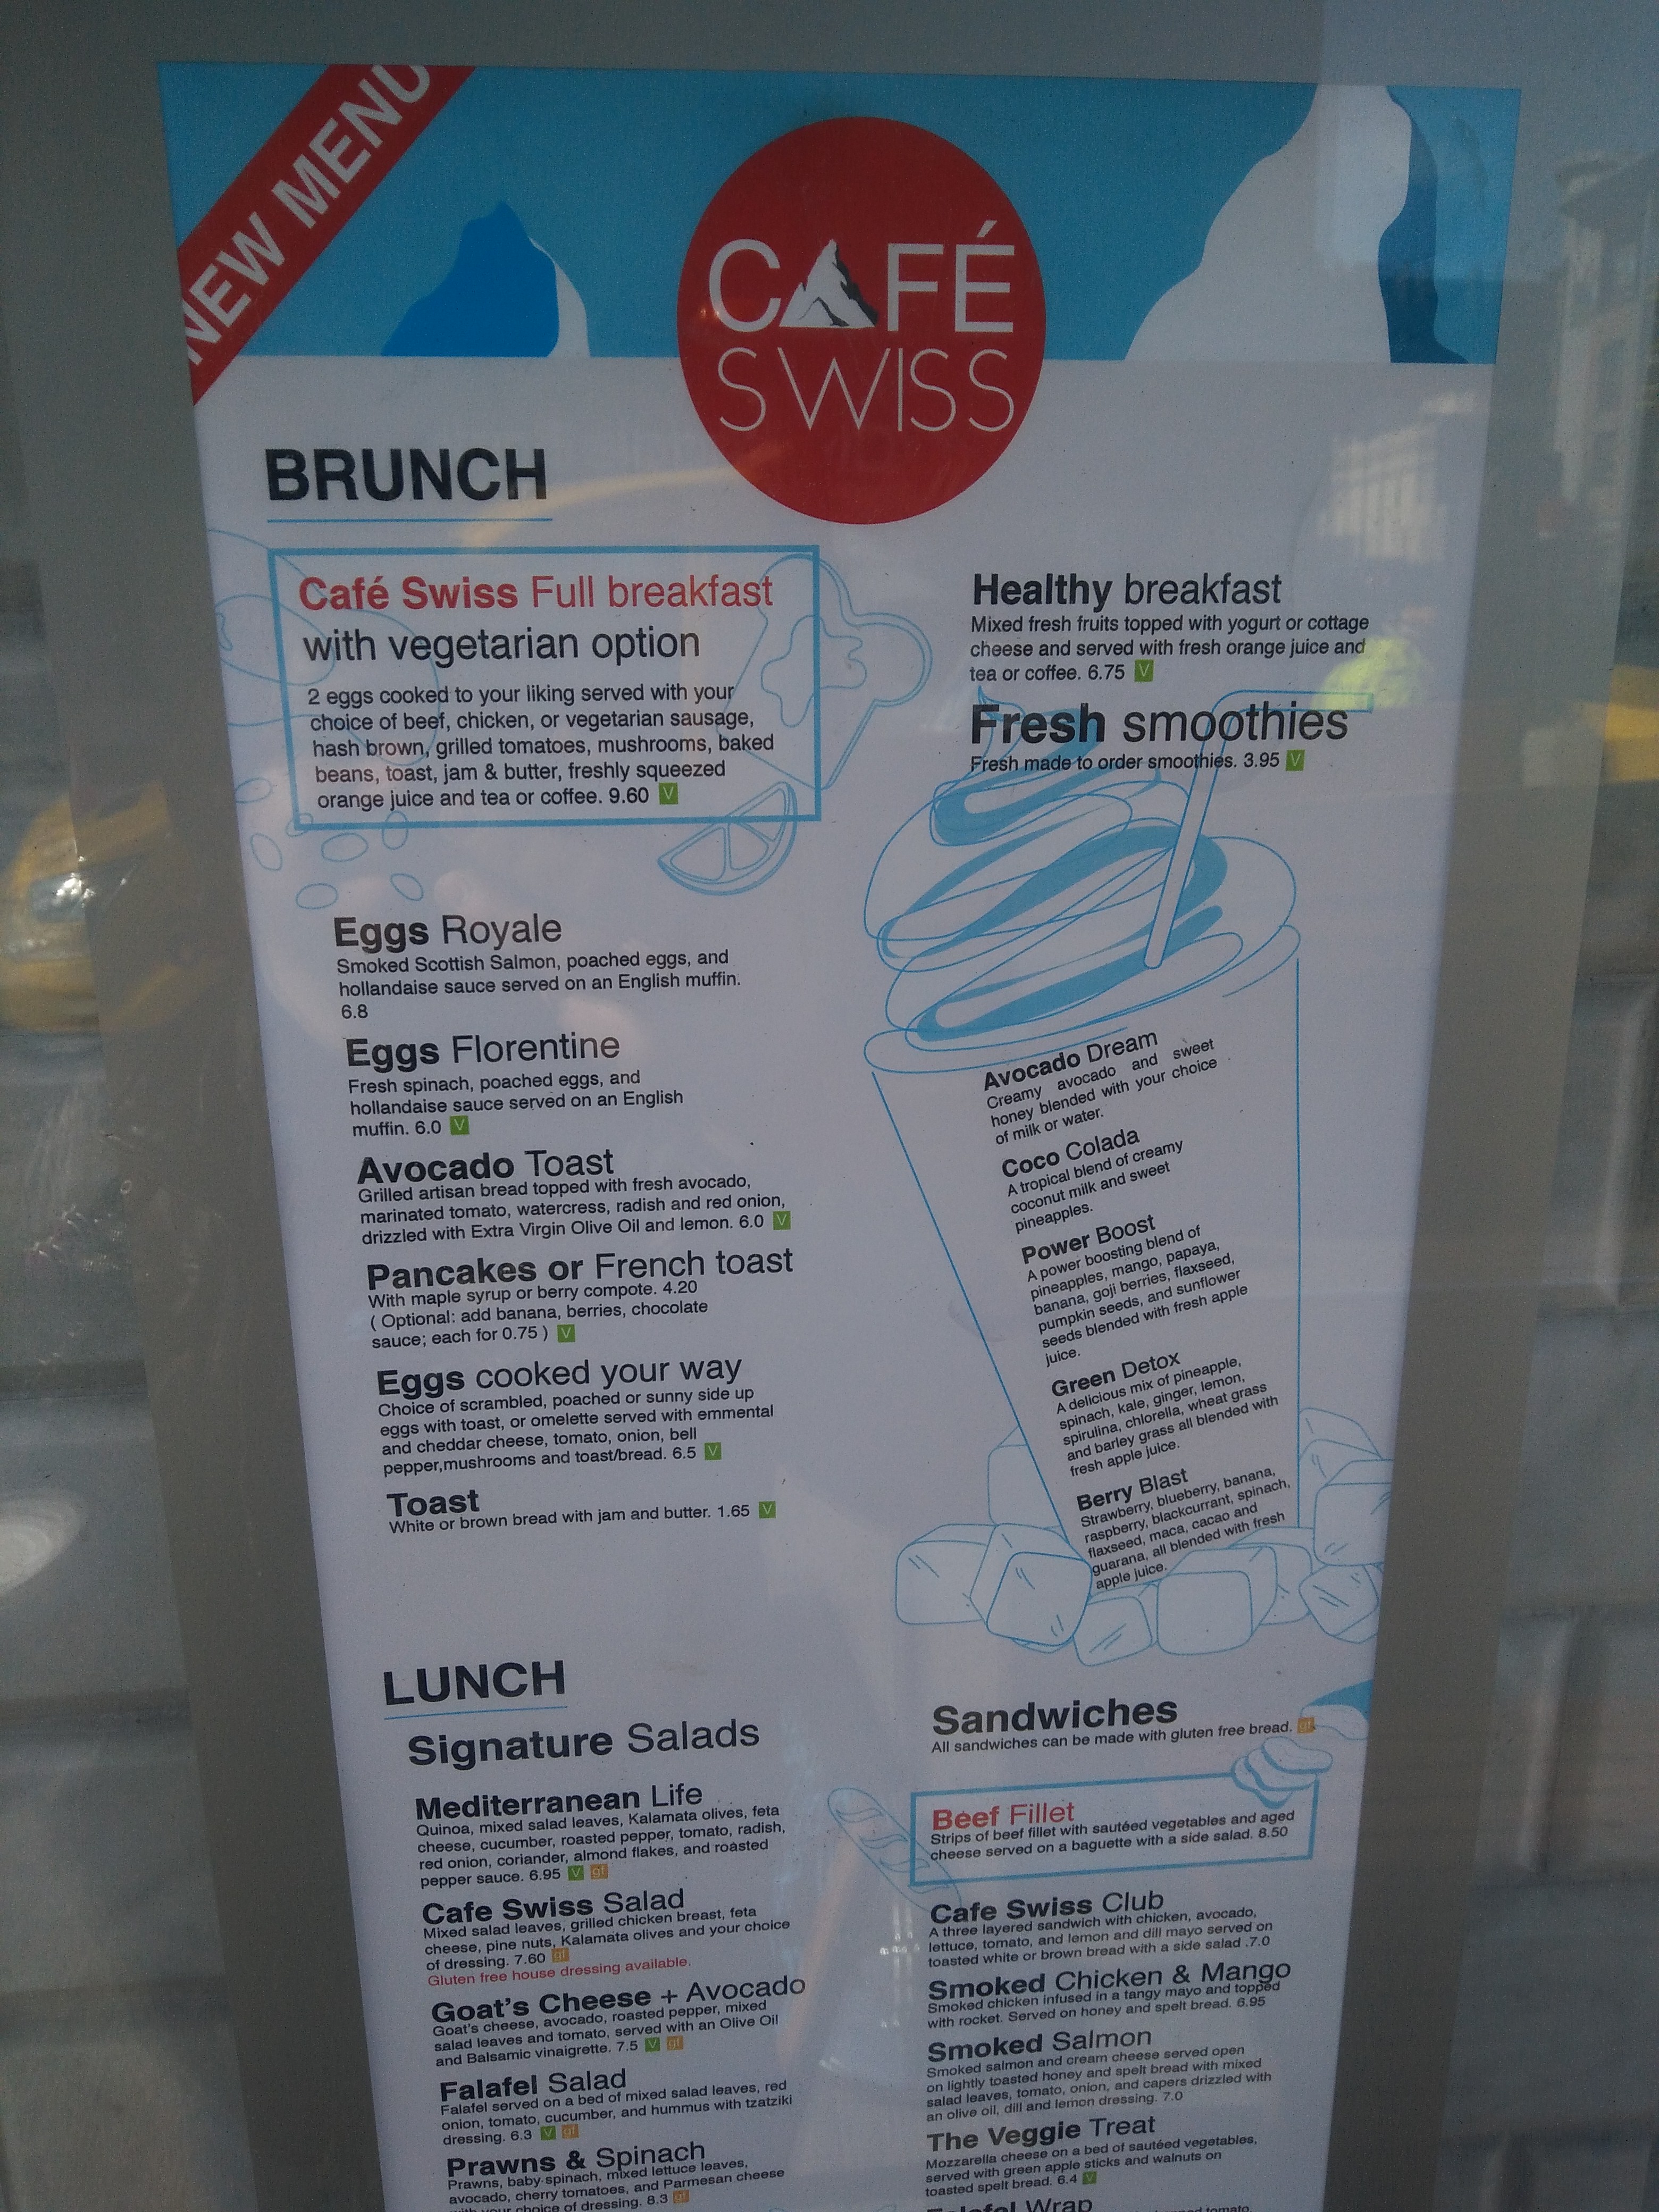 NEW MENU
CAFÉ
SWISS
BRUNCH
Café Swiss Full breakfast
with vegetarian option
2 eggs cooked to your liking served with your
choice of beef, chicken, or vegetarian sausage,
hash brown, grilled tomatoes, mushrooms, baked
beans, toast, jam & butter, freshly squeezed
orange juice and tea or coffee. 9.60 V
Eggs Royale
Smoked Scottish Salmon, poached eggs, and
hollandaise sauce served on an English muffin.
6.8
Eggs Florentine
Fresh spinach, poached eggs, and
hollandaise sauce served on an English
muffin. 6.0 V
Avocado Toast
Grilled artisan bread topped with fresh avocado,
marinated tomato, watercress, radish and red onion,
drizzled with Extra Virgin Olive Oil and lemon. 6.0 V
Pancakes or French toast
With maple syrup or berry compote. 4.20
( Optional: add banana, berries, chocolate
sauce; each for 0.75 ) V
Eggs cooked your way
Choice of scrambled, poached or sunny side up
eggs with toast, or omelette served with emmental
and cheddar cheese, tomato, onion, bell
pepper,mushrooms and toast/bread. 6.5 V
Toast
White or brown bread with jam and butter. 1.65 V
Healthy breakfast
Mixed fresh fruits topped with yogurt or cottage
cheese and served with fresh orange juice and
tea or coffee. 6.75 V
Fresh smoothies
Fresh made to order smoothies. 3.95 V
Avocado Dream
Creamy avocado and sweet
honey blended with your choice
of milk or water.
Coco Colada
A tropical blend of creamy
coconut milk and sweet
pineapples.
Power Boost
A power boosting blend of
pineapples, mango, papaya,
banana, goji berries, flaxseed,
pumpkin seeds, and sunflower
seeds blended with fresh apple
juice.
Green Detox
A delicious mix of pineapple,
spinach, kale, ginger, lemon,
spirulina, chlorella, wheat grass
and barley grass all blended with
fresh apple juice.
Berry Blast
Strawberry, blueberry, banana,
raspberry, blackcurrant, spinach,
flaxseed, maca, cacao and
guarana, all blended with fresh
apple juice.
LUNCH
Signature Salads
Mediterranean Life
Quinoa, mixed salad leaves, Kalamata olives, feta
cheese, cucumber, roasted pepper, tomato, radish,
red onion, coriander, almond flakes, and roasted
pepper sauce. 6.95 V gf
Cafe Swiss Salad
Mixed salad leaves, grilled chicken breast, feta
cheese, pine nuts, Kalamata olives and your choice
of dressing. 7.60 gf
Gluten free house dressing available.
Goat's Cheese + Avocado
Goat's cheese, avocado, roasted pepper, mixed
salad leaves and tomato, served with an Olive Oil
and Balsamic vinaigrette. 7.5 V gf
Falafel Salad
Falafel served on a bed of mixed salad leaves, red
onion, tomato, cucumber, and hummus with tzatziki
dressing. 6.3 V gf
Prawns & Spinach
Prawns, baby spinach, mixed lettuce leaves,
avocado, cherry tomatoes, and Parmesan cheese
with your choice of dressing. 8.3 gf
Sandwiches
All sandwiches can be made with gluten free bread. gf
Beef Fillet
Strips of beef fillet with sautéed vegetables and aged
cheese served on a baguette with a side salad. 8.50
Cafe Swiss Club
A three layered sandwich with chicken, avocado,
lettuce, tomato, and lemon and dill mayo served on
toasted white or brown bread with a side salad .7.0
Smoked Chicken & Mango
Smoked chicken infused in a tangy mayo and topped
with rocket. Served on honey and spelt bread. 6.95
Smoked Salmon
Smoked salmon and cream cheese served open
on lightly toasted honey and spelt bread with mixed
salad leaves, tomato, onion, and capers drizzled with
an olive oil, dill and lemon dressing. 7.0
The Veggie Treat
Mozzarella cheese on a bed of sautéed vegetables,
served with green apple sticks and walnuts on
toasted spelt bread. 6.4 V
Falafel Wrap
tomato,